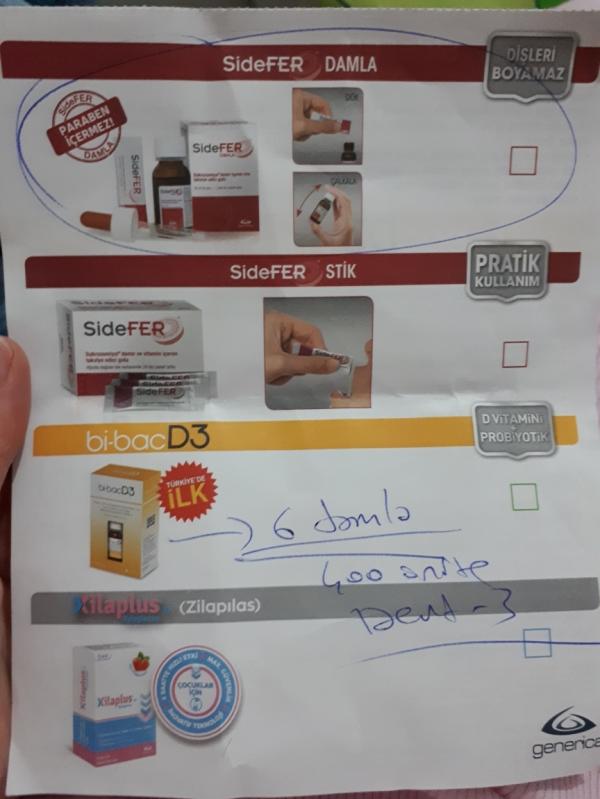 SideFER DAMLA
DİŞLERİ
BOYAMAZ
SideFER
PARABEN
İÇERMEZ!
DAMLA
SideFER
SideFER
DÖK
ÇALKALA
SideFER STİK
PRATİK
KULLANIM
SideFER
SideFER
bi-bacD3
D VİTAMİNİ
+
PROBİYOTİK
bi-bacD3
TÜRKİYE'DE
İLK
6 damla
400 ünite
Devit-3
Xilaplus (Zilapılas)
Xilaplus
ÇOCUKLAR
İÇİN
generica